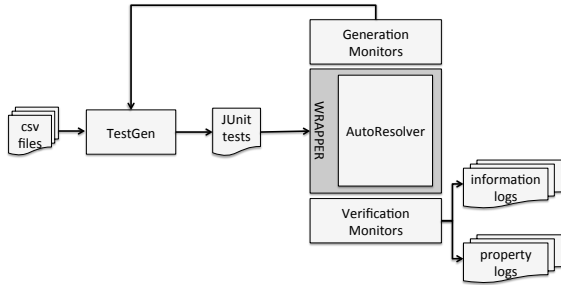 Generation
Monitors
csv
files
TestGen
JUnit
tests
WRAPPER
AutoResolver
Verification
Monitors
information
logs
property
logs